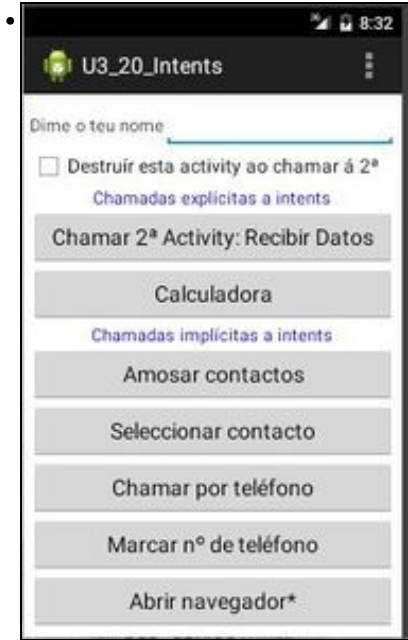 8:32
U3_20_Intents
Dime o teu nome
Destruír esta activity ao chamar á 2ª
Chamadas explícitas a intents
Chamar 2ª Activity: Recibir Datos
Calculadora
Chamadas implícitas a intents
Amosar contactos
Seleccionar contacto
Chamar por teléfono
Marcar nº de teléfono
Abrir navegador*